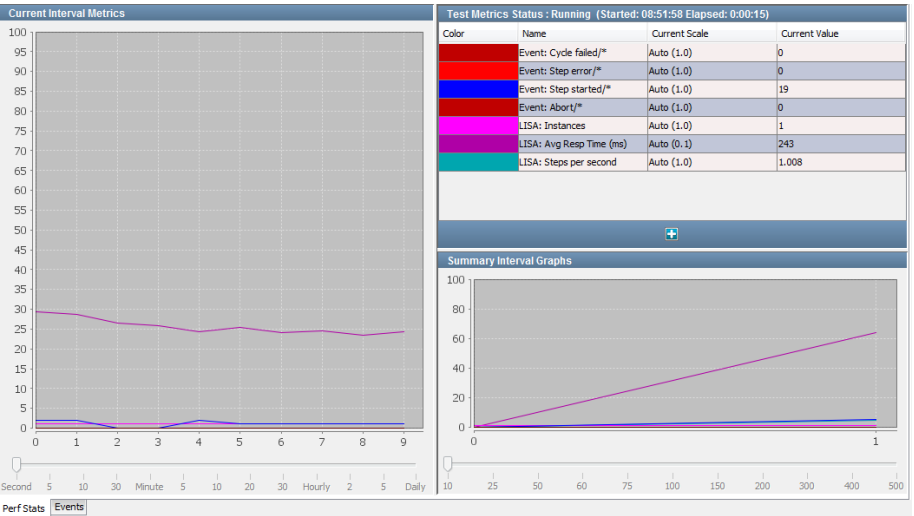 Current Interval Metrics
100
95
90
85
80
75
70
65
60
55
50
45
40
35
30
25
20
15
10
5
0
0 1 2 3 4 5 6 7 8 9
Second 5 10 30 Minute 5 10 20 30 Hourly 2 5 Daily
Test Metrics Status : Running (Started: 08:51:58 Elapsed: 0:00:15)
Color Name Current Scale Current Value
Event: Cycle failed/* Auto (1.0) 0
Event: Step error/* Auto (1.0) 0
Event: Step started/* Auto (1.0) 19
Event: Abort/* Auto (1.0) 0
LISA: Instances Auto (1.0) 1
LISA: Avg Resp Time (ms) Auto (0.1) 243
LISA: Steps per second Auto (1.0) 1.008
Summary Interval Graphs
100
80
60
40
20
0
0 1
10 25 50 60 75 100 150 200 300 400 500
Perf Stats Events